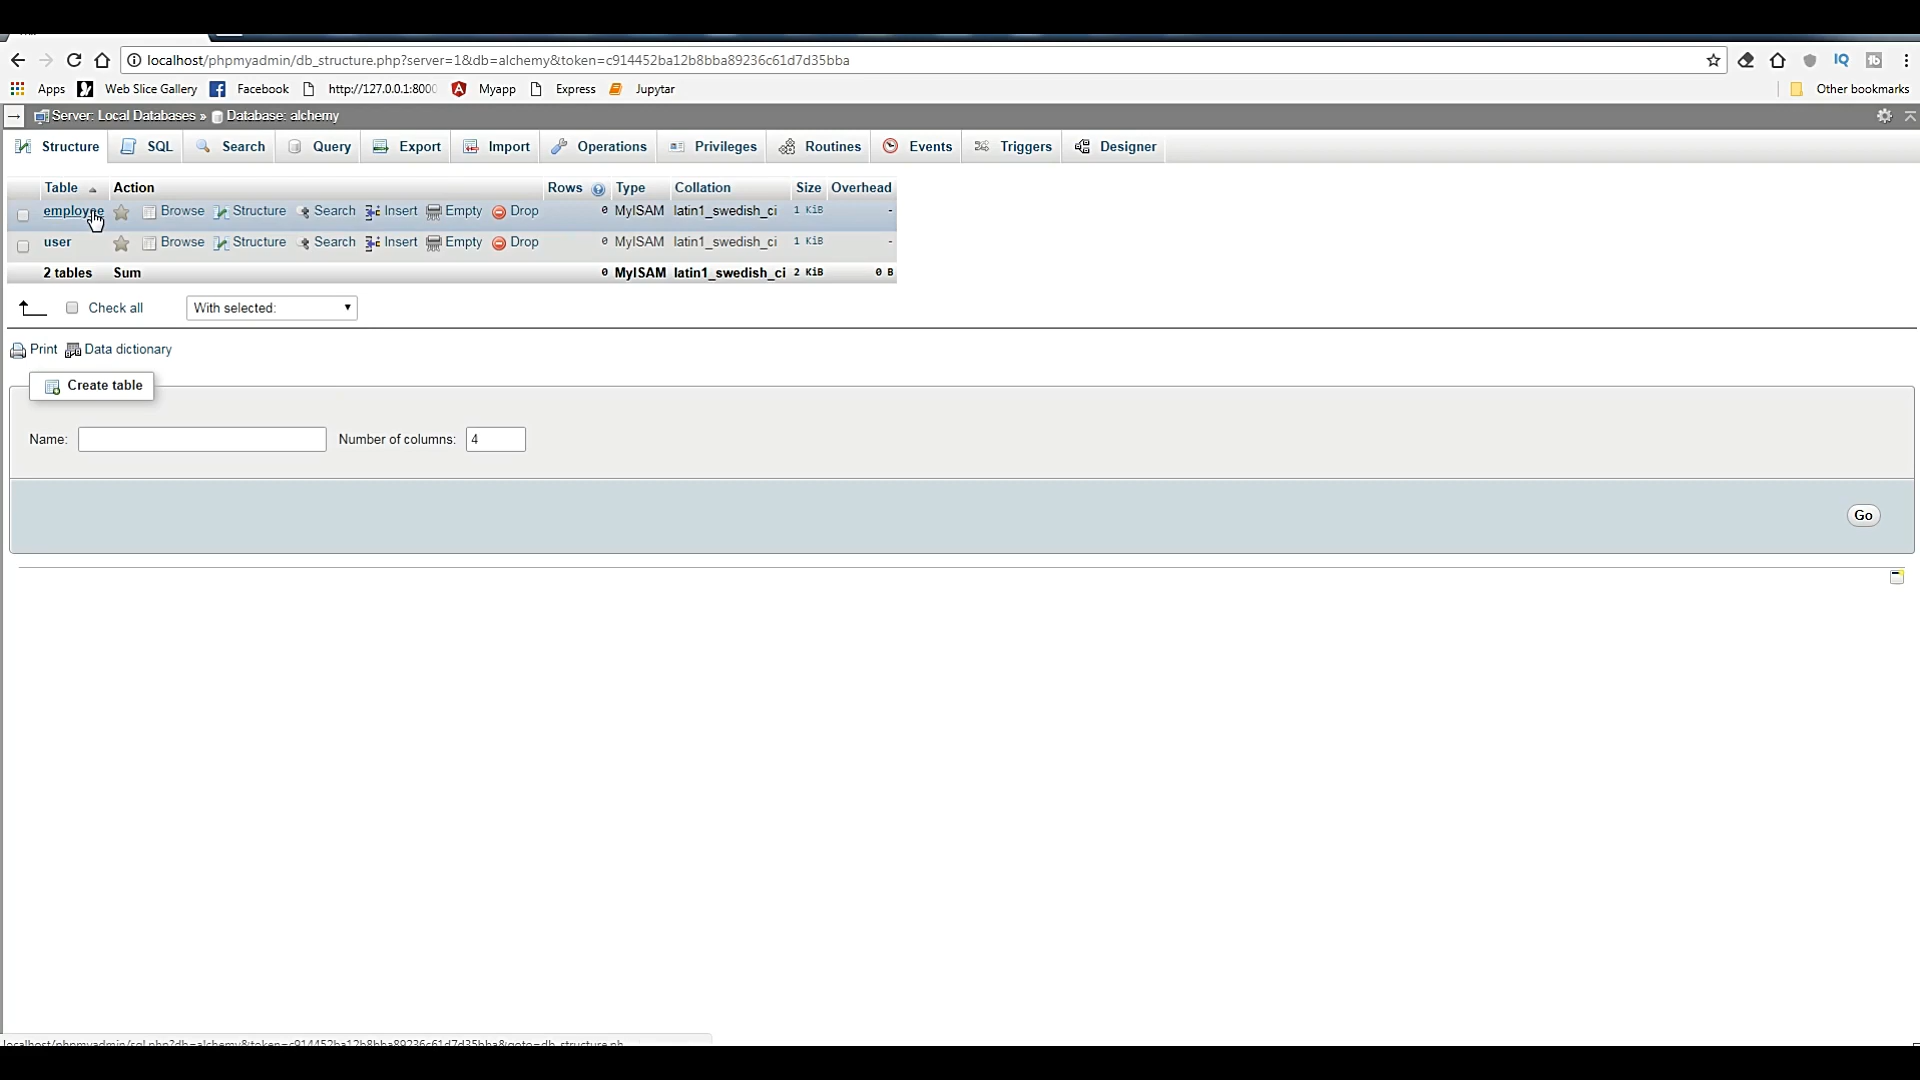 localhost/phpmyadmin/db_structure.php?server=1&db=alchemy&token=c914452ba12b8bba89236c61d7d35bba
Apps Web Slice Gallery Facebook http://127.0.0.1:8000 Myapp Express Jupytar Other bookmarks
Server: Local Databases » Database: alchemy
Structure SQL Search Query Export Import Operations Privileges Routines Events Triggers Designer
Table Action Rows Type Collation Size Overhead
employee Browse Structure Search Insert Empty Drop 0 MyISAM latin1_swedish_ci 1 KiB -
user Browse Structure Search Insert Empty Drop 0 MyISAM latin1_swedish_ci 1 KiB -
2 tables Sum 0 MyISAM latin1_swedish_ci 2 KiB 0 B
Check all With selected:
Print Data dictionary
Create table
Name: Number of columns: 4
Go
localhost/phpmyadmin/sql.php?db=alchemy&token=c914452ba12b8bba89236c61d7d35bba&goto=db_structure.ph